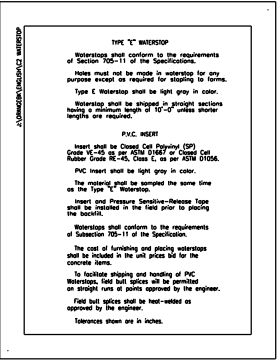 J:\ORANGEBK\ENGLISH\C2 WATERSTOP
TYPE "E" WATERSTOP
Waterstops shall conform to the requirements
of Section 705-11 of the Specifications.
Holes must not be made in waterstop for any
purpose except as required for stapling to forms.
Type E Waterstop shall be light gray in color.
Waterstop shall be shipped in straight sections
having a minimum length of 10'-0" unless shorter
lengths are required.
P.V.C. INSERT
Insert shall be Closed Cell Polyvinyl (SP)
Grade VE-45 as per ASTM D1667 or Closed Cell
Rubber Grade RE-45, Class E, as per ASTM D1056.
PVC Insert shall be light gray in color.
The material shall be sampled the same time
as the Type "E" Waterstop.
Insert and Pressure Sensitive-Release Tape
shall be installed in the field prior to placing
the backfill.
Waterstops shall conform to the requirements
of Subsection 705-11 of the Specification.
The cost of furnishing and placing waterstops
shall be included in the unit prices bid for the
concrete items.
To facilitate shipping and handling of PVC
Waterstops, field butt splices will be permitted
on straight runs at points approved by the engineer.
Field butt splices shall be heat-welded as
approved by the engineer.
Tolerances shown are in inches.